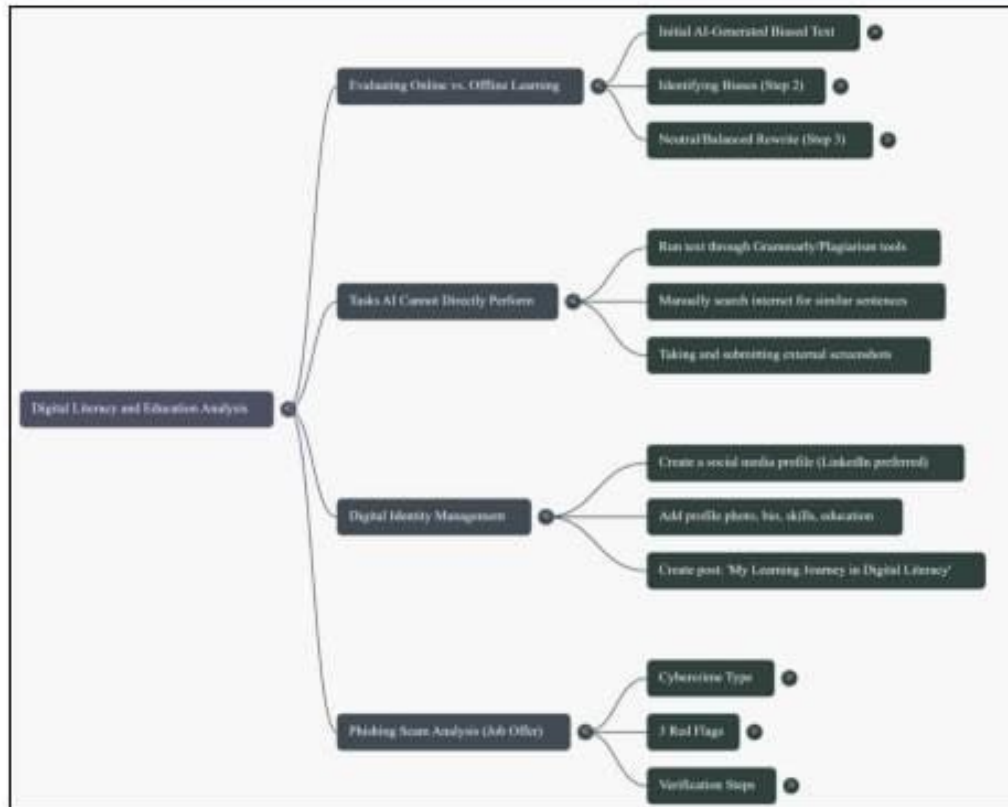 Digital Literacy and Education Analysis
Evaluating Online vs. Offline Learning
Initial AI-Generated Biased Text
Identifying Biases (Step 2)
Neutral/Balanced Rewrite (Step 3)
Tasks AI Cannot Directly Perform
Run text through Grammarly/Plagiarism tools
Manually search internet for similar sentences
Taking and submitting external screenshots
Digital Identity Management
Create a social media profile (LinkedIn preferred)
Add profile photo, bio, skills, education
Create post: 'My Learning Journey in Digital Literacy'
Phishing Scam Analysis (Job Offer)
Cybercrime Type
3 Red Flags
Verification Steps